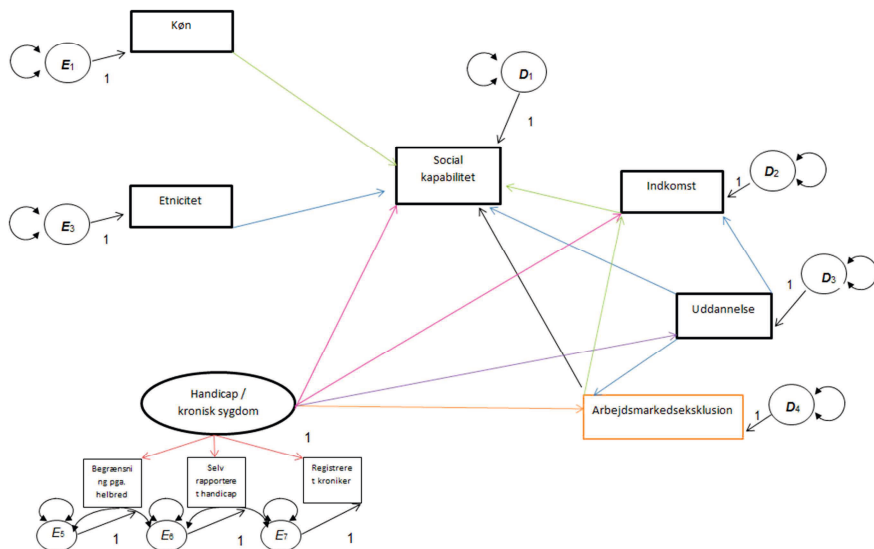 Køn
E1
1
D1
1
Social
kapabilitet
Indkomst
D2
1
Etnicitet
E3
1
D3
1
Uddannelse
Handicap /
kronisk sygdom
Arbejdsmarkedseksklusion
D4
1
1
Begrænsni
ng pga.
helbred
Selv
rapportere
t handicap
Registrere
t kroniker
E5
1
E6
1
E7
1